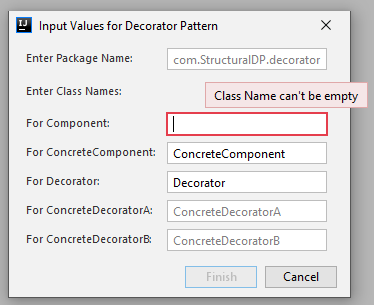 IJ
Input Values for Decorator Pattern
Enter Package Name:
com.StructuralDP.decorator
Enter Class Names:
Class Name can't be empty
For Component:
For ConcreteComponent:
ConcreteComponent
For Decorator:
Decorator
For ConcreteDecoratorA:
ConcreteDecoratorA
For ConcreteDecoratorB:
ConcreteDecoratorB
Finish
Cancel